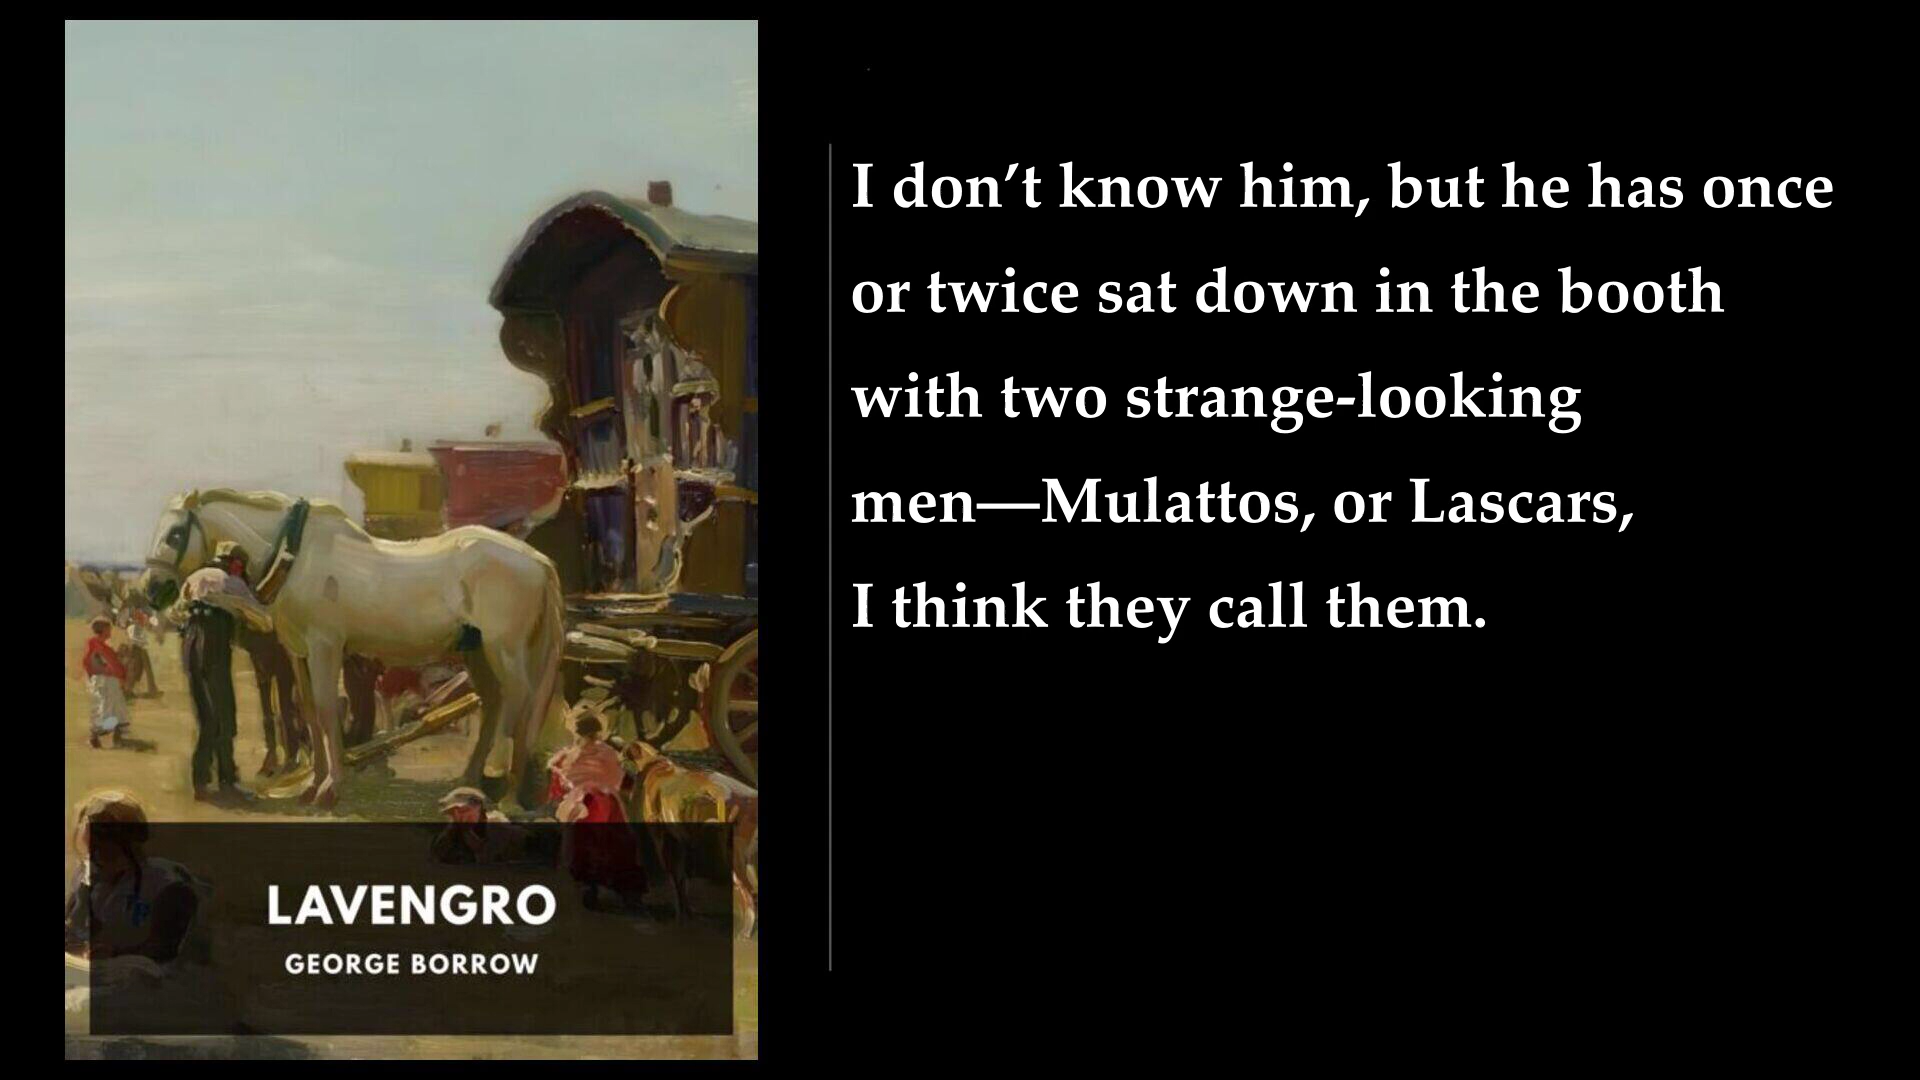 I don’t know him, but he has once
or twice sat down in the booth
with two strange-looking
men—Mulattos, or Lascars,
I think they call them.
LAVENGRO
GEORGE BORROW